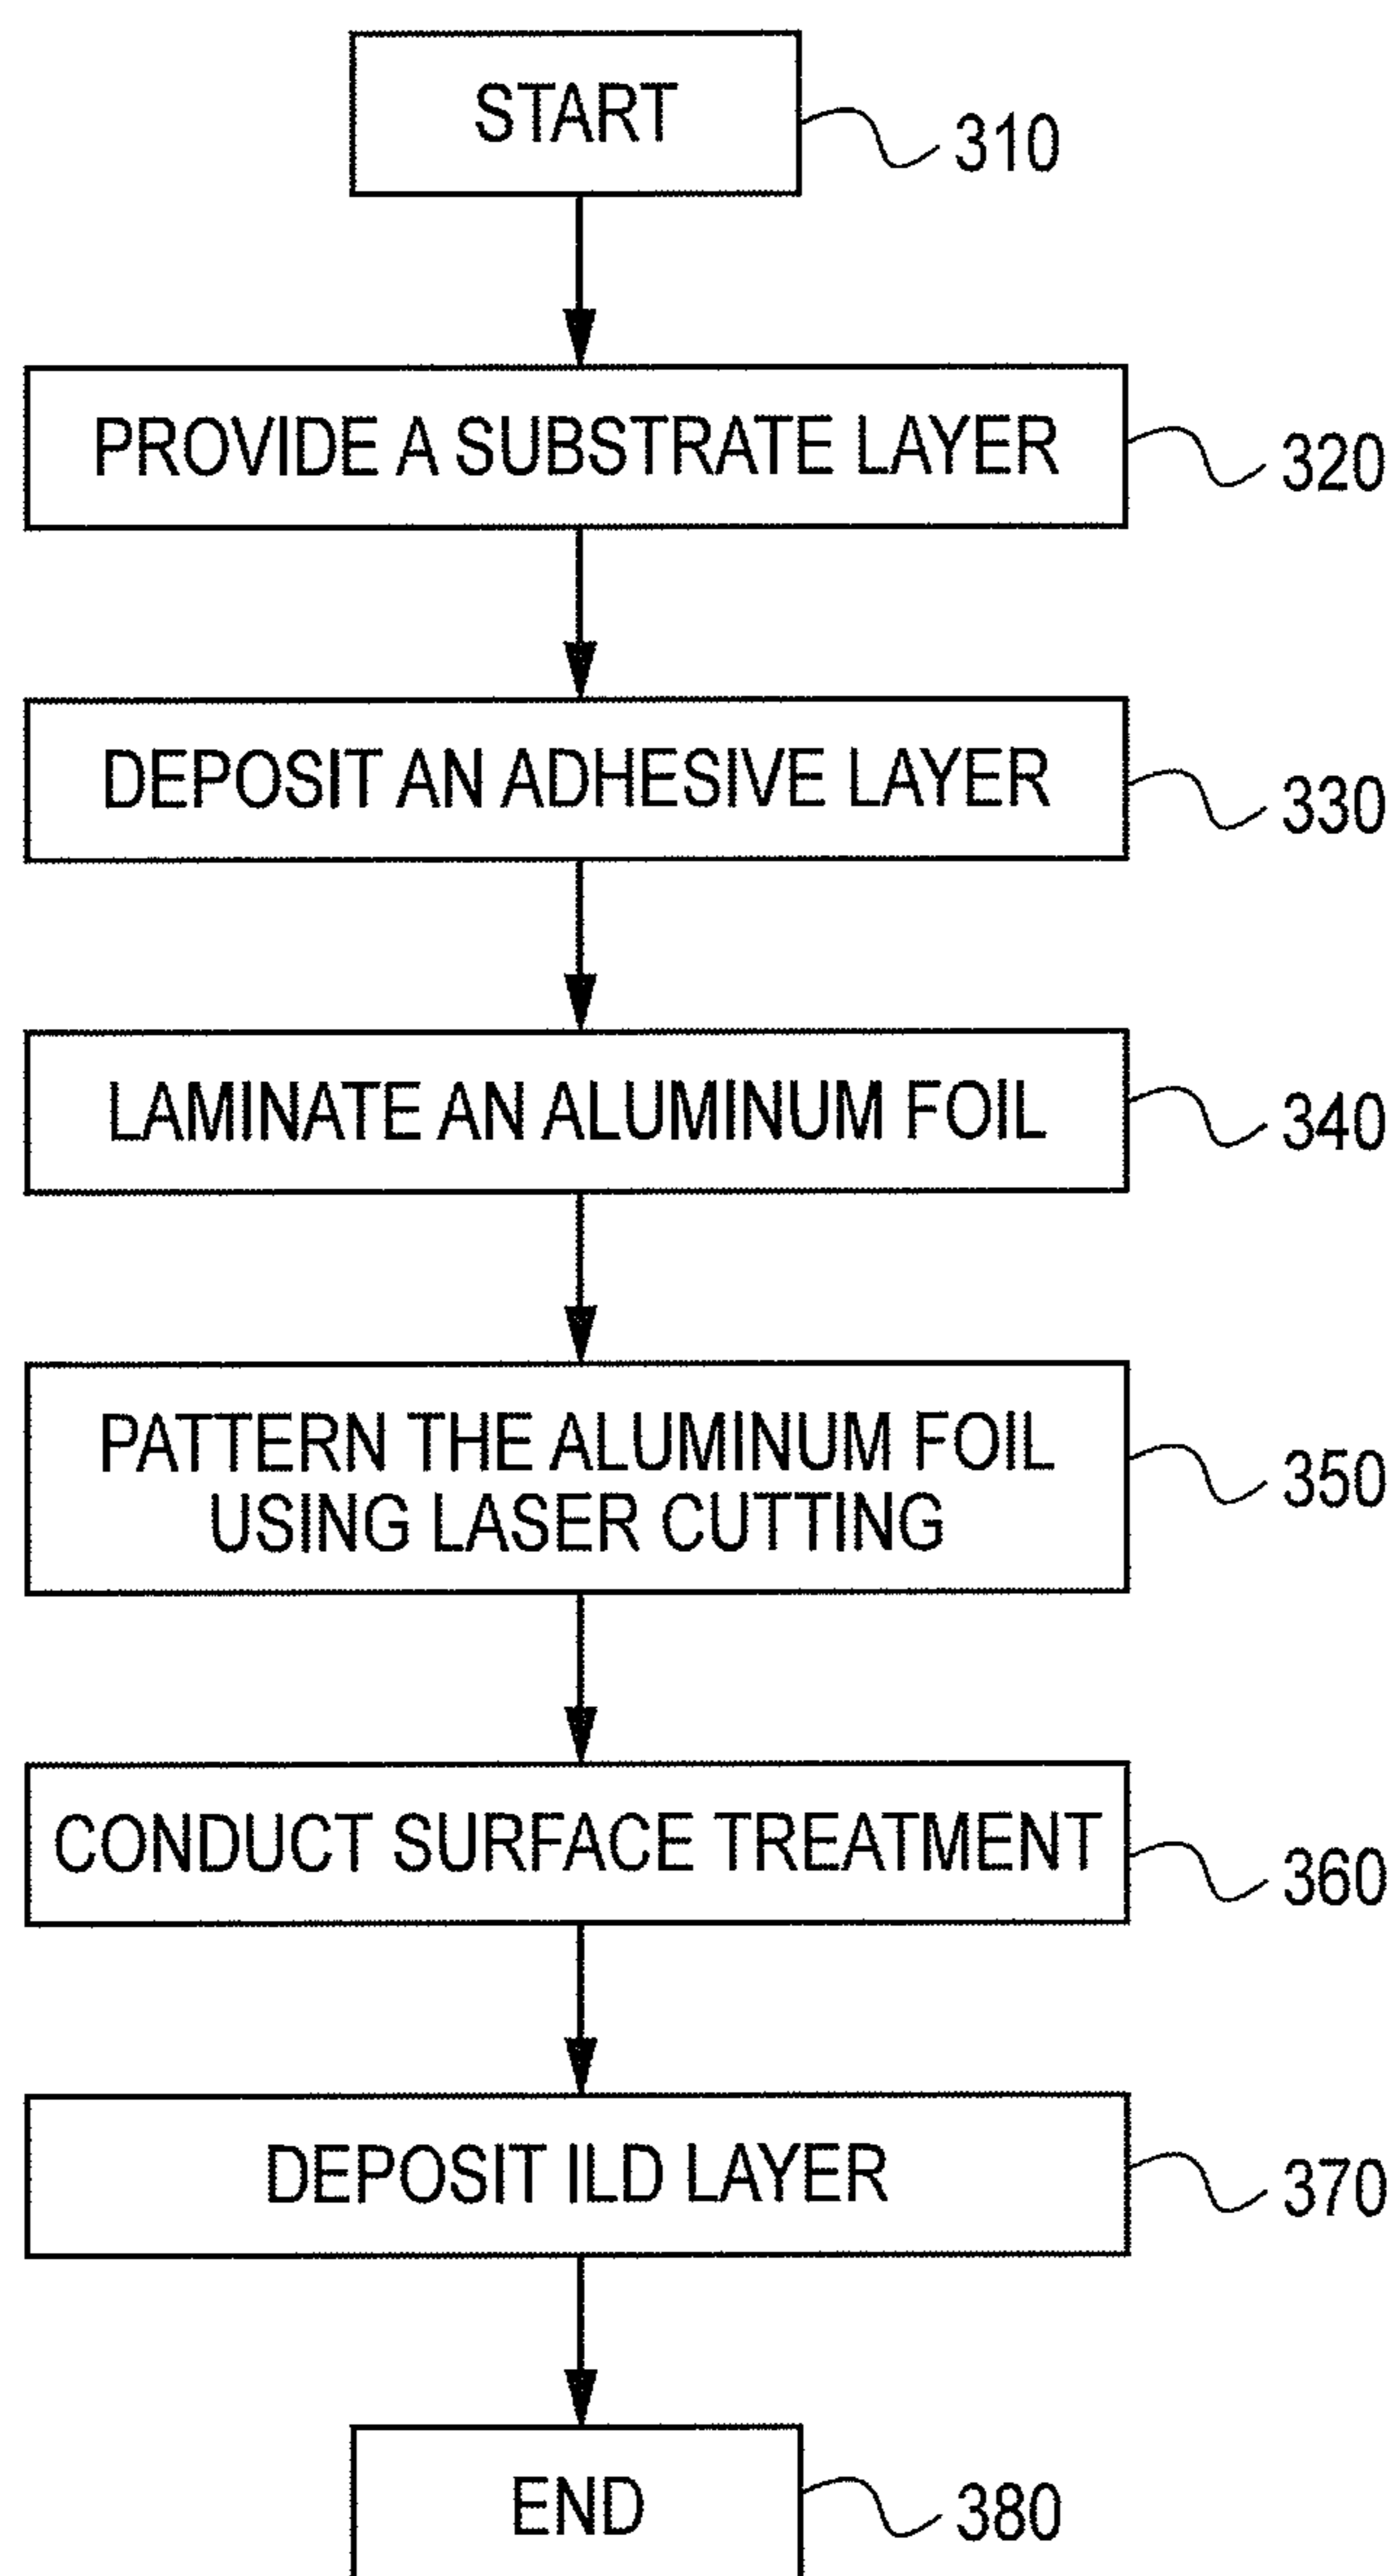 START
310
PROVIDE A SUBSTRATE LAYER
320
DEPOSIT AN ADHESIVE LAYER
330
LAMINATE AN ALUMINUM FOIL
340
PATTERN THE ALUMINUM FOIL
USING LASER CUTTING
350
CONDUCT SURFACE TREATMENT
360
DEPOSIT ILD LAYER
370
END
380